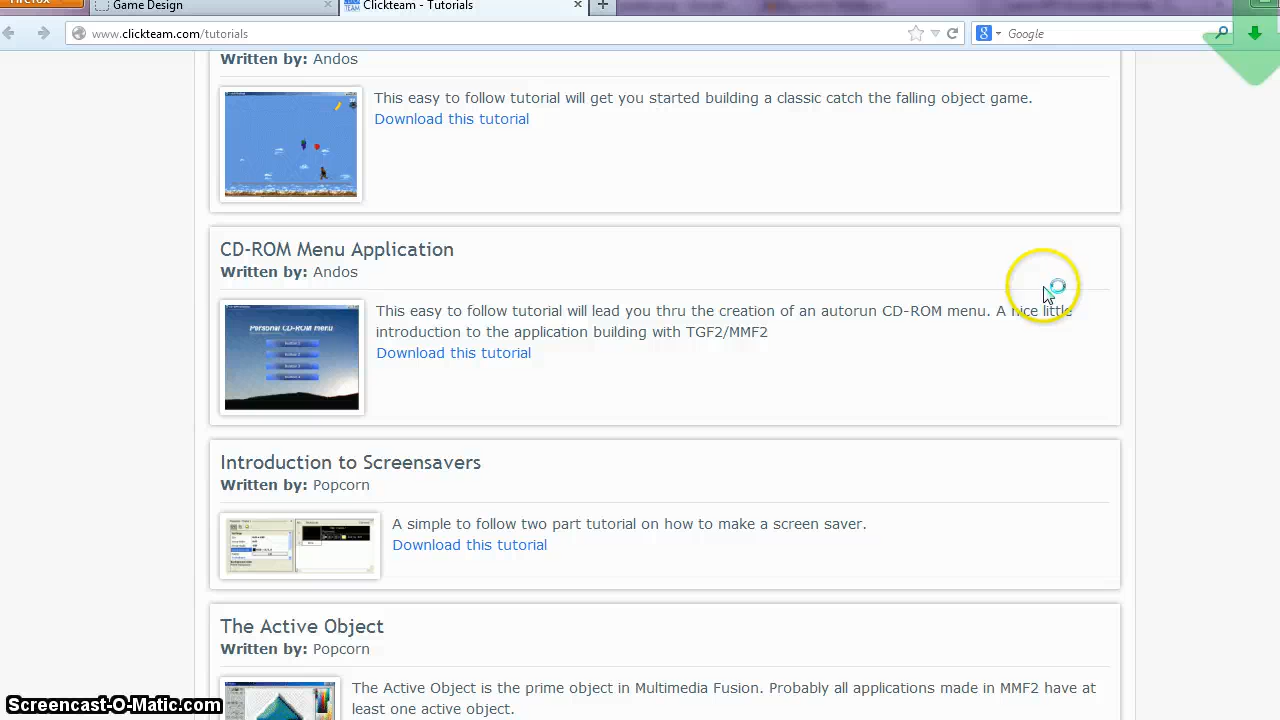 Firefox
Game Design
Clickteam - Tutorials
www.clickteam.com/tutorials
Google
Written by: Andos
This easy to follow tutorial will get you started building a classic catch the falling object game.
Download this tutorial
CD-ROM Menu Application
Written by: Andos
This easy to follow tutorial will lead you thru the creation of an autorun CD-ROM menu. A nice little
introduction to the application building with TGF2/MMF2
Download this tutorial
Personal CD-ROM menu
Introduction to Screensavers
Written by: Popcorn
A simple to follow two part tutorial on how to make a screen saver.
Download this tutorial
The Active Object
Written by: Popcorn
The Active Object is the prime object in Multimedia Fusion. Probably all applications made in MMF2 have at
least one active object.
Screencast-O-Matic.com